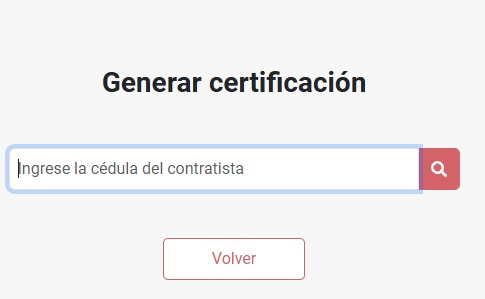 Generar certificación
Ingrese la cédula del contratista
Volver